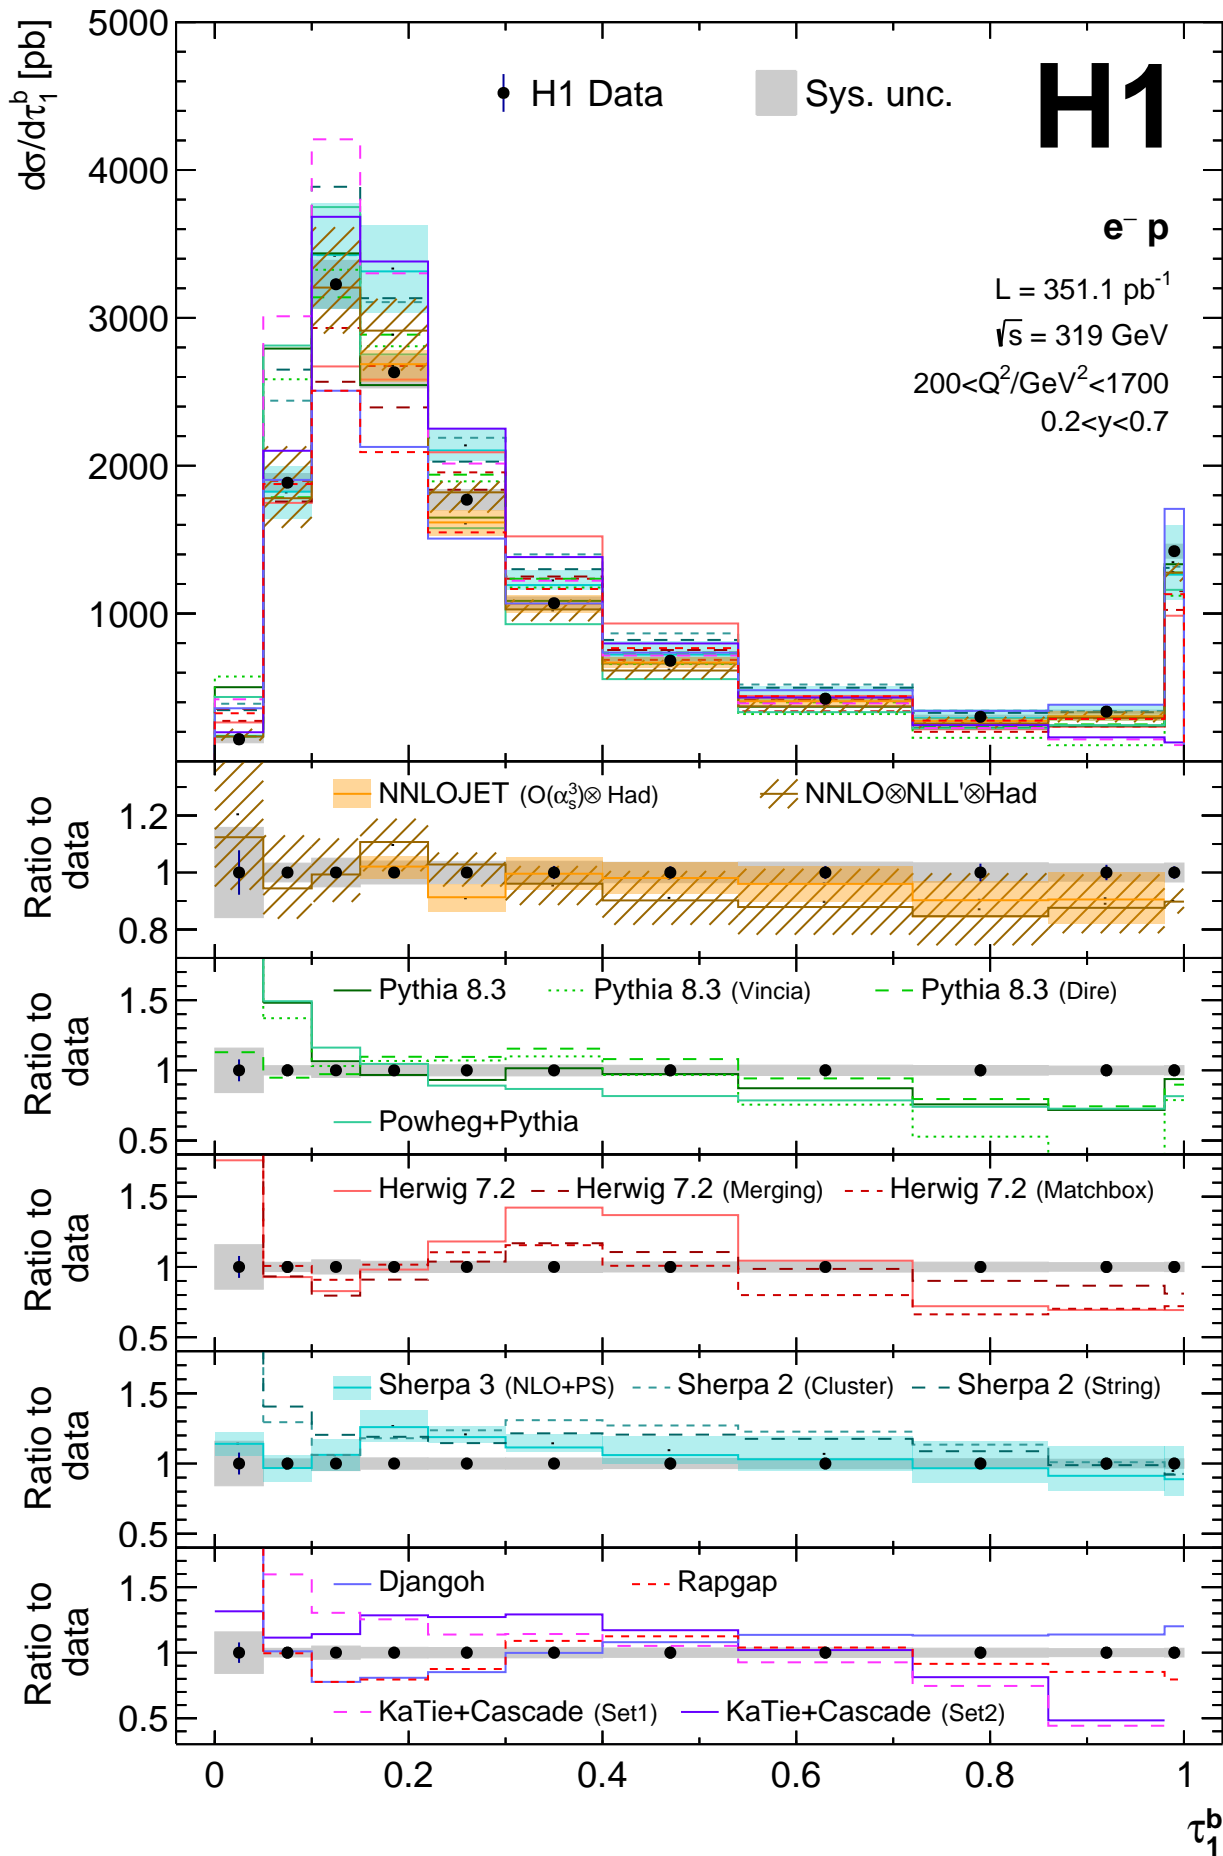 5000
dσ/dτ₁ᵇ [pb]
H1 Data
Sys. unc.
H1
4000
e⁻ p
L = 351.1 pb⁻¹
3000
√s = 319 GeV
200<Q²/GeV²<1700
0.2<y<0.7
2000
1000
Ratio to data
1.2
1
0.8
NNLOJET (O(αₛ³)⊗ Had)
NNLO⊗NLL'⊗Had
Ratio to data
1.5
1
0.5
Pythia 8.3
Pythia 8.3 (Vincia)
Pythia 8.3 (Dire)
Powheg+Pythia
Ratio to data
1.5
1
0.5
Herwig 7.2
Herwig 7.2 (Merging)
Herwig 7.2 (Matchbox)
Ratio to data
1.5
1
0.5
Sherpa 3 (NLO+PS)
Sherpa 2 (Cluster)
Sherpa 2 (String)
Ratio to data
1.5
1
0.5
Djangoh
Rapgap
KaTie+Cascade (Set1)
KaTie+Cascade (Set2)
0 0.2 0.4 0.6 0.8 1
τ₁ᵇ